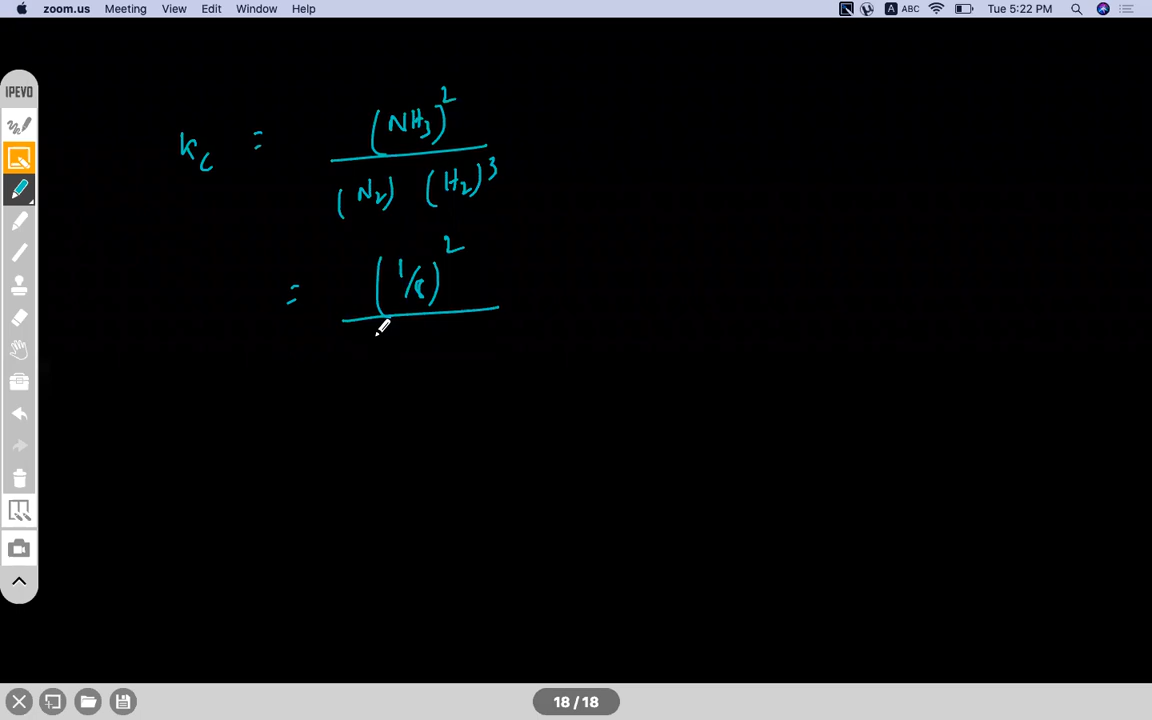 zoom.us Meeting View Edit Window Help A ABC Tue 5:22 PM
IPEVO
Kc = (NH3)^2
(N2) (H2)^3
= (1/8)^2
18 / 18